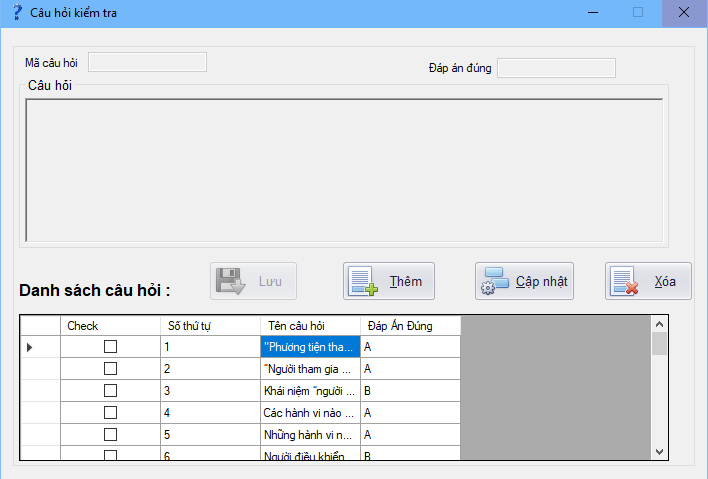 Câu hỏi kiểm tra
Mã câu hỏi
Đáp án đúng
Câu hỏi
Danh sách câu hỏi :
Lưu
Thêm
Cập nhật
Xóa
Check Số thứ tự Tên câu hỏi Đáp Án Đúng
1 "Phương tiện tha... A
2 "Người tham gia ... A
3 Khái niệm "người ... B
4 Các hành vi nào ... A
5 Những hành vi n... A
6 Người điều khiển B